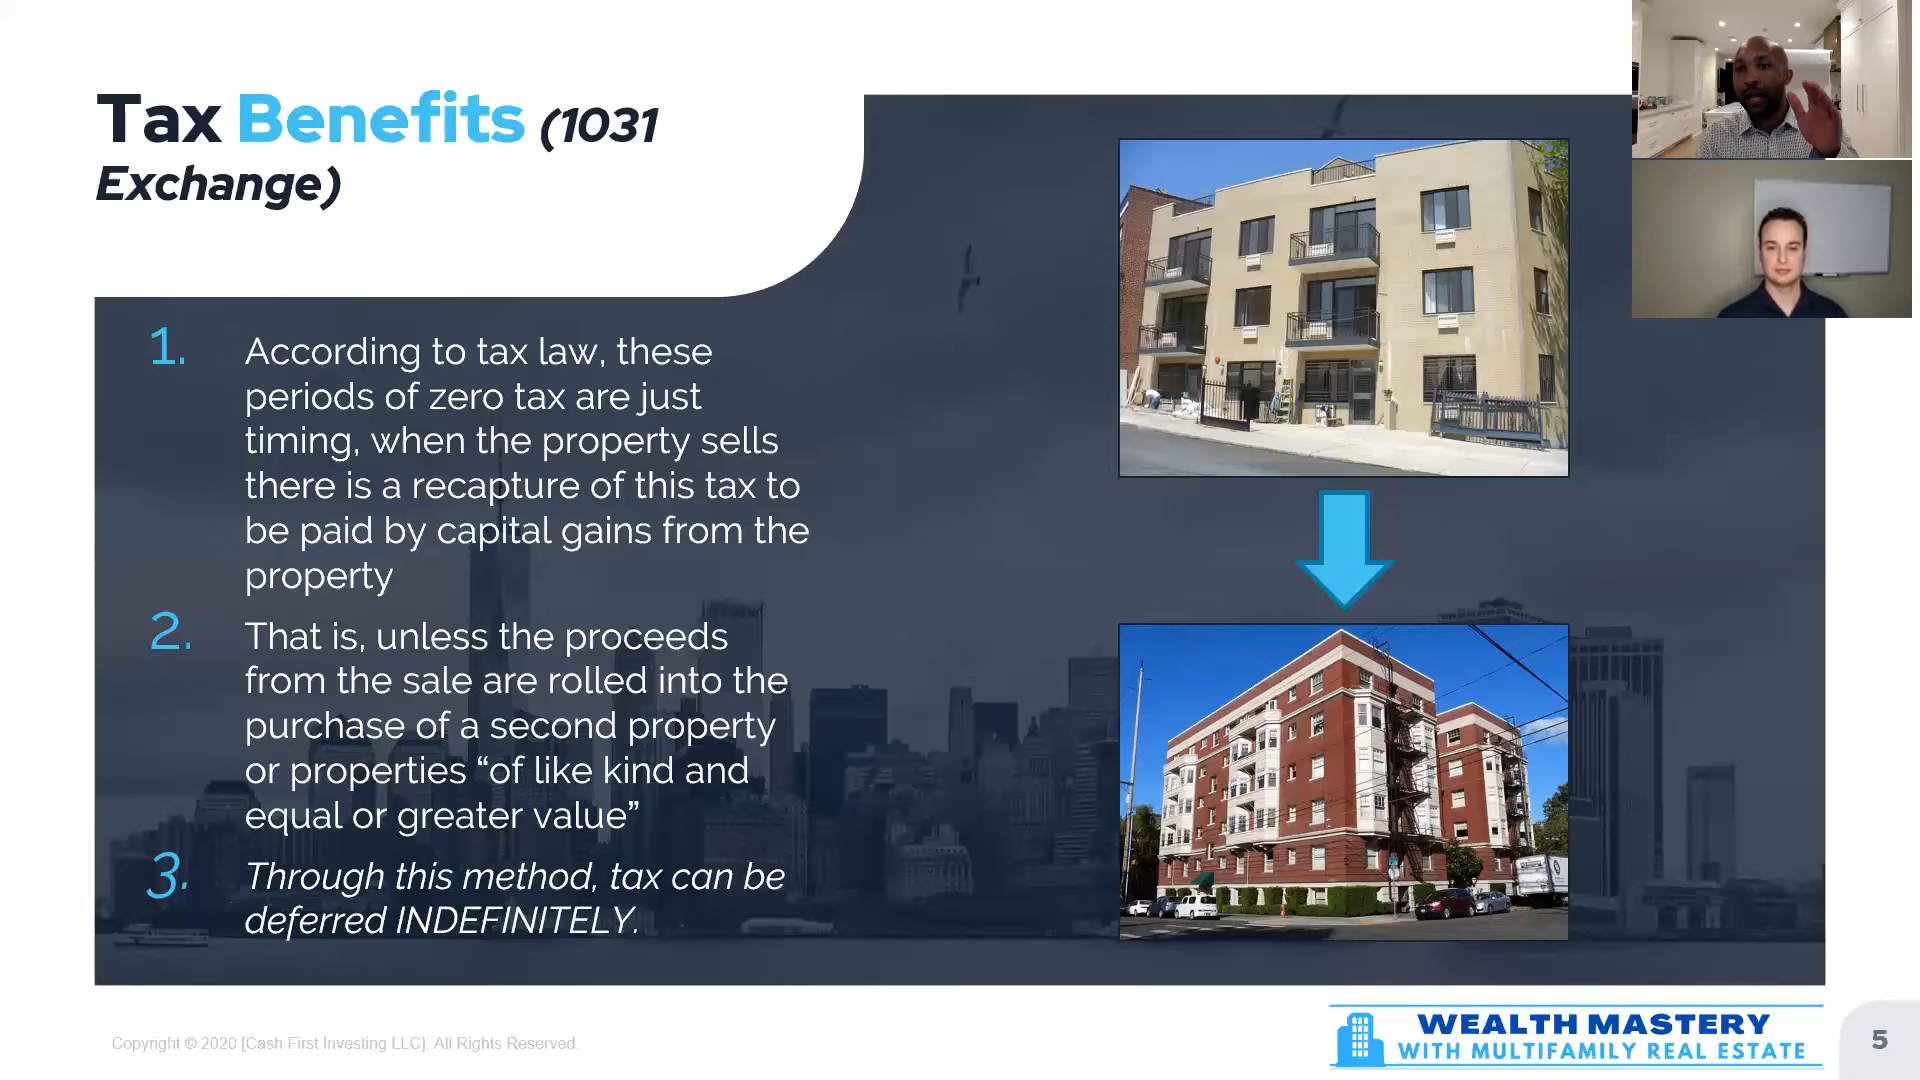 Tax Benefits (1031
Exchange)
1. According to tax law, these
periods of zero tax are just
timing, when the property sells
there is a recapture of this tax to
be paid by capital gains from the
property
2. That is, unless the proceeds
from the sale are rolled into the
purchase of a second property
or properties “of like kind and
equal or greater value”
3. Through this method, tax can be
deferred INDEFINITELY.
Copyright © 2020 [Cash First Investing LLC]. All Rights Reserved.
WEALTH MASTERY
WITH MULTIFAMILY REAL ESTATE
5